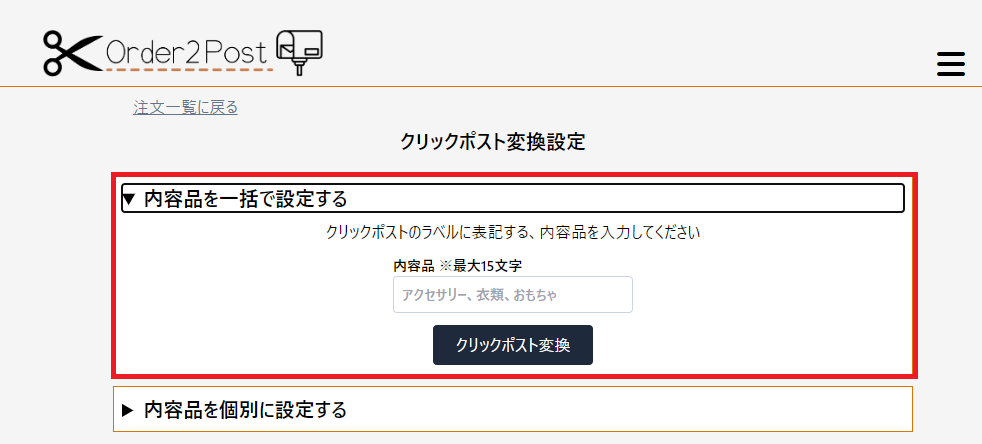 Order2Post
注文一覧に戻る
クリックポスト変換設定
▼ 内容品を一括で設定する
クリックポストのラベルに表記する、内容品を入力してください
内容品 ※最大15文字
アクセサリー、衣類、おもちゃ
クリックポスト変換
▶ 内容品を個別に設定する